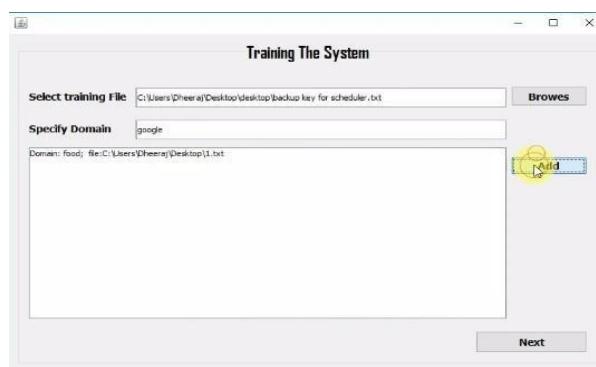 Training The System
Select training File C:\Users\Dheeraj\Desktop\desktop\backup key for scheduler.txt Browes
Specify Domain google
Domain: food; file:C:\Users\Dheeraj\Desktop\1.txt
Add
Next